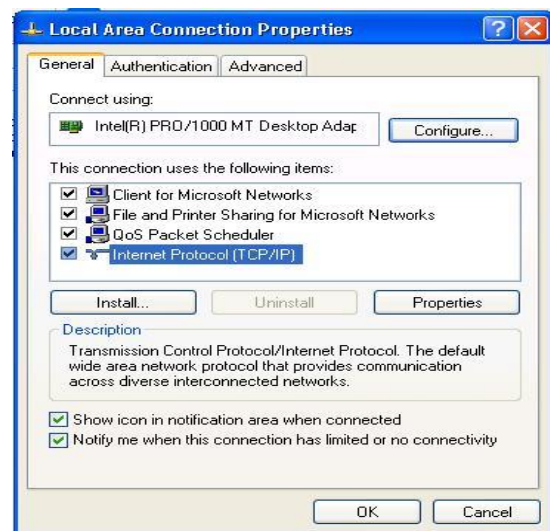 Local Area Connection Properties
General Authentication Advanced
Connect using:
Intel(R) PRO/1000 MT Desktop Adap
Configure...
This connection uses the following items:
Client for Microsoft Networks
File and Printer Sharing for Microsoft Networks
QoS Packet Scheduler
Internet Protocol (TCP/IP)
Install... Uninstall Properties
Description
Transmission Control Protocol/Internet Protocol. The default
wide area network protocol that provides communication
across diverse interconnected networks.
Show icon in notification area when connected
Notify me when this connection has limited or no connectivity
OK Cancel